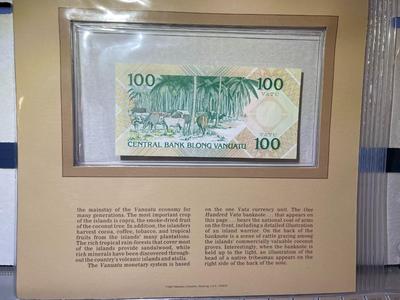 100
100
VATU
CENTRAL BANK BLONG VANUATU
VATU
100
the mainstay of the Vanuatu economy for
many generations. The most important crop
of the islands is copra, the smoke-dried fruit
of the coconut tree. In addition, the islanders
harvest cocoa, coffee, tobacco, and tropical
fruits from the islands' many plantations.
The rich tropical rain-forests that cover most
of the islands provide sandalwood, while
rich minerals have been discovered through-
out the country's volcanic islands and atolls.
The Vanuatu monetary system is based
on the one Vatu currency unit. The One
Hundred Vatu banknote ... that appears on
this page ... bears the national coat of arms
on the front, including a detailed illustration
of an island warrior. On the back of the
banknote is a scene of cattle grazing among
the islands' commercially valuable coconut
groves. Interestingly, when the banknote is
held up to the light, an illustration of the
head of a native tribesman appears on the
right side of the back of the note.